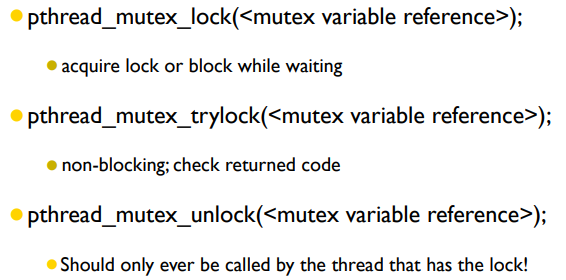 pthread_mutex_lock(<mutex variable reference>);
acquire lock or block while waiting
pthread_mutex_trylock(<mutex variable reference>);
non-blocking; check returned code
pthread_mutex_unlock(<mutex variable reference>);
Should only ever be called by the thread that has the lock!